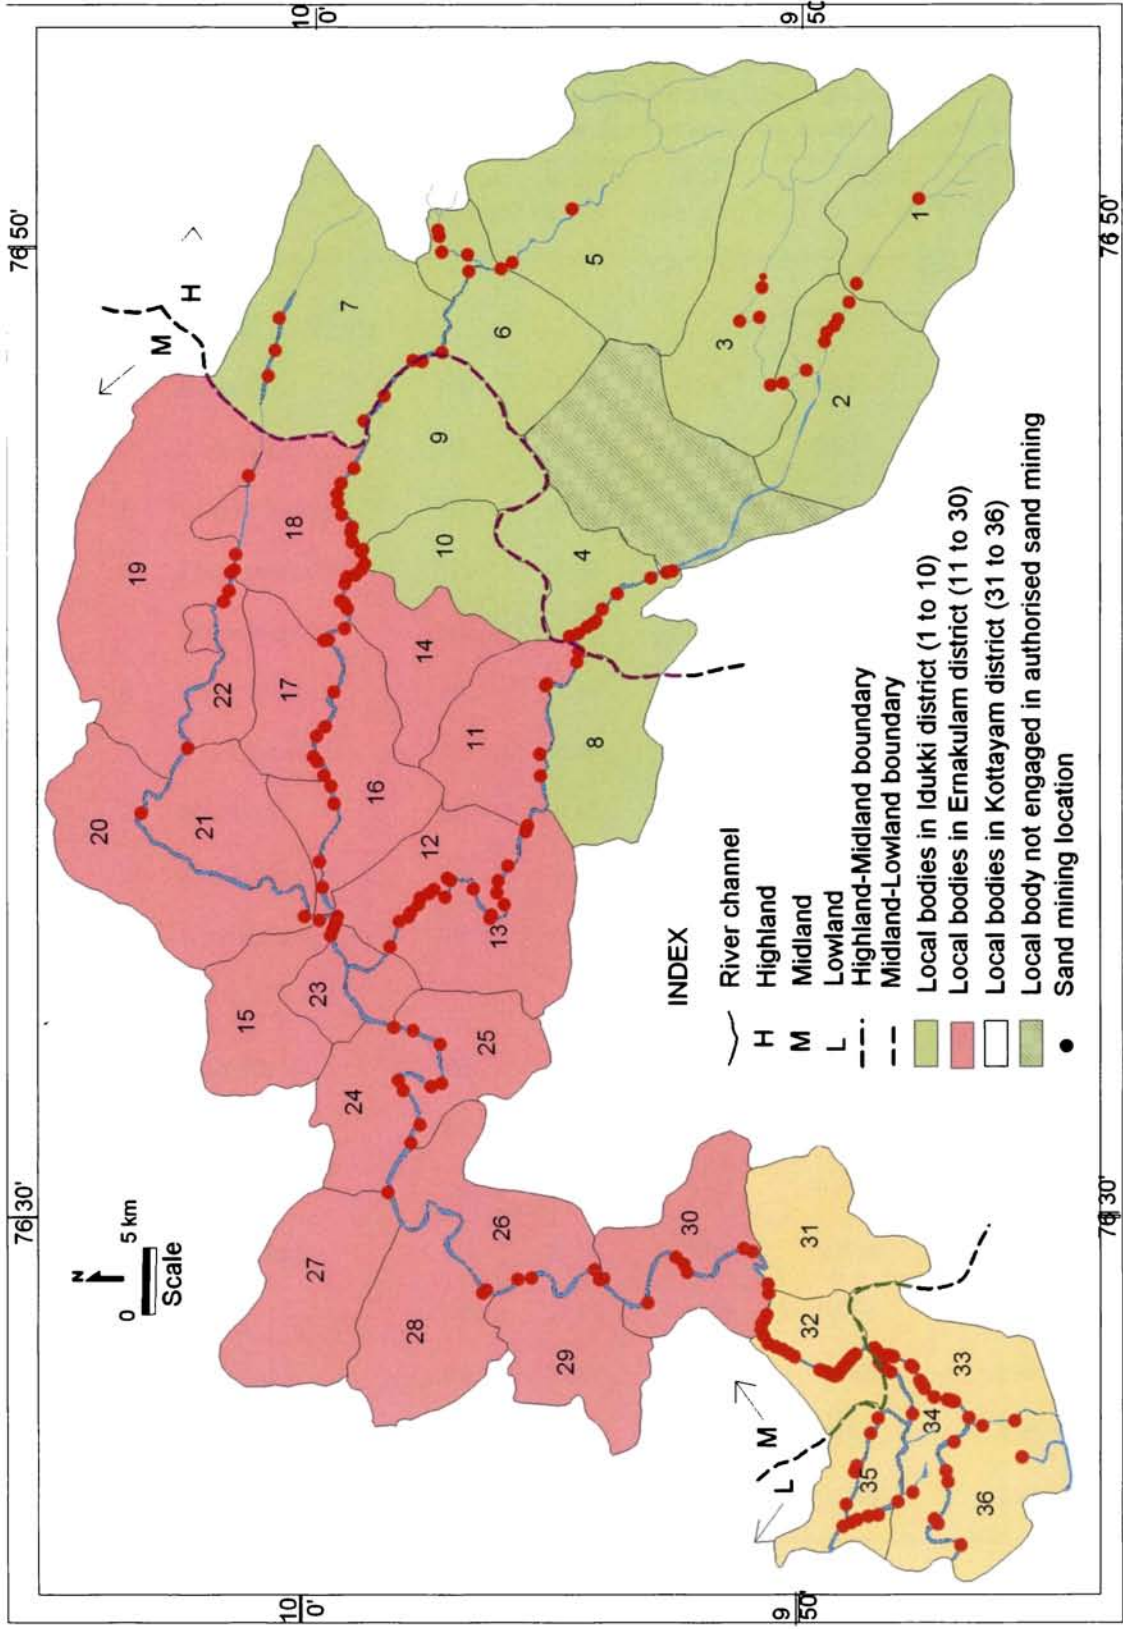 76 30'
76 50'
N
0 5 km
Scale
M
H
10 0'
10 0'
20
19
7
15
21
22
27
23
17
18
24
16
28
12
14
9
10
25
13
11
6
26
4
5
29
8
30
3
L
M
31
32
2
35
34
33
36
1
INDEX
River channel
H Highland
M Midland
L Lowland
Highland-Midland boundary
Midland-Lowland boundary
Local bodies in Idukki district (1 to 10)
Local bodies in Ernakulam district (11 to 30)
Local bodies in Kottayam district (31 to 36)
Local body not engaged in authorised sand mining
Sand mining location
9 50'
9 50
76 30'
76 50'